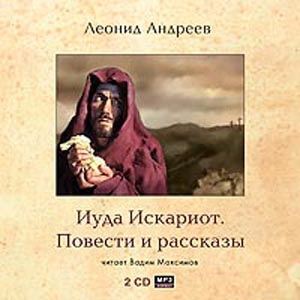 Леонид Андреев
Иуда Искариот.
Повести и рассказы
читает Вадим Максимов
2 CD MP3